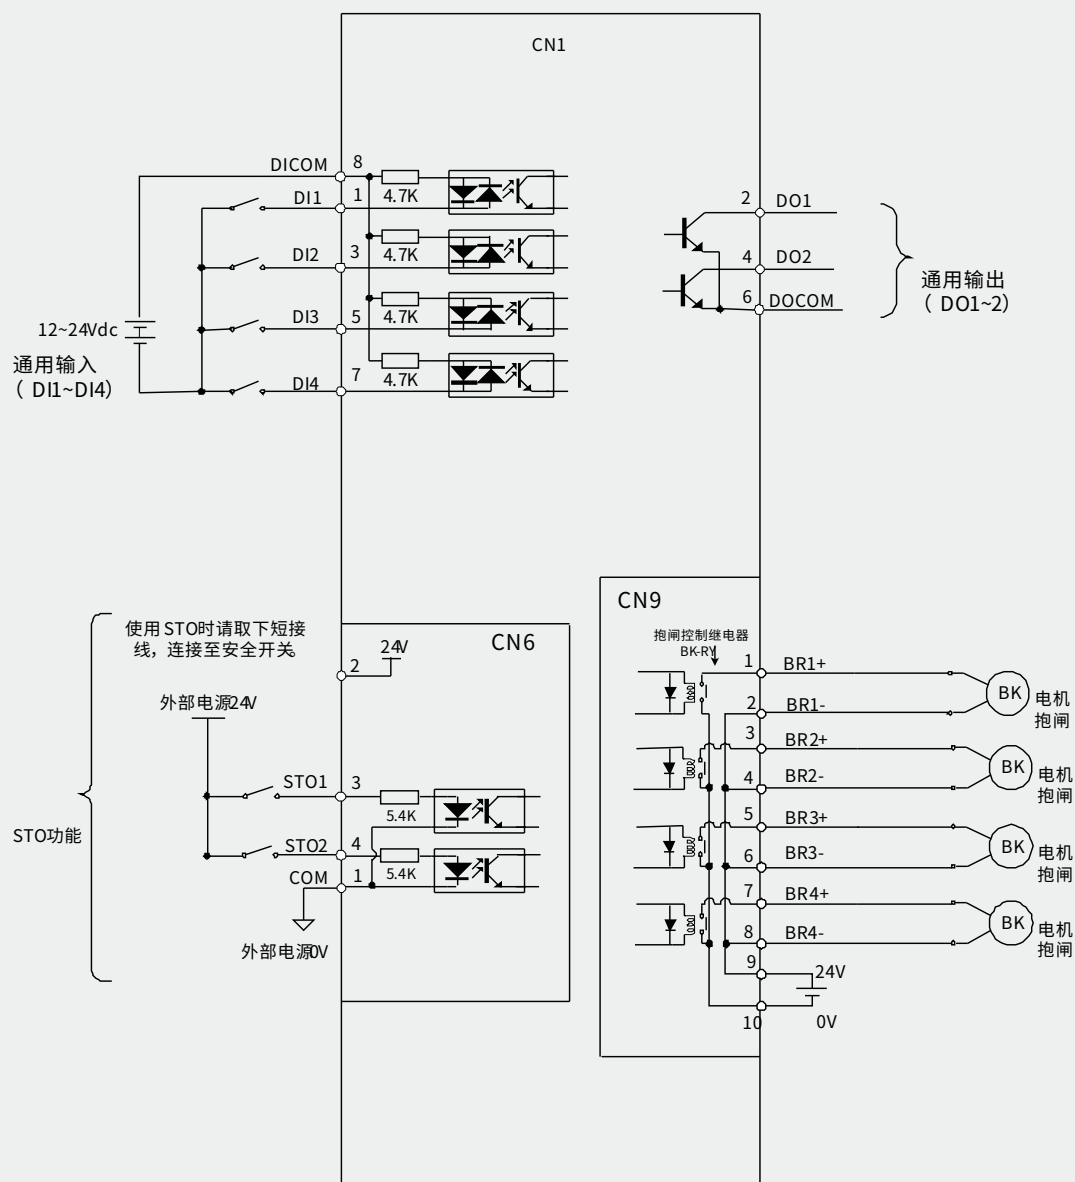 CN1
DICOM 8
4.7K
DI1 1
DI2 3
4.7K
DI3 5
4.7K
DI4 7
4.7K
12~24Vdc
通用输入
（ DI1~DI4）
2 DO1
4 DO2
6 DOCOM
通用输出
（ DO1~2）
使用 STO时请取下短接
线，连接至安全开关。
CN6
24V
2
外部电源24V
STO1 3
5.4K
STO2 4
5.4K
COM 1
外部电源0V
STO功能
CN9
抱闸控制继电器
BK-RY
1 BR1+
2 BR1-
BK
电机
抱闸
3 BR2+
4 BR2-
BK
电机
抱闸
5 BR3+
6 BR3-
BK
电机
抱闸
7 BR4+
8 BR4-
BK
电机
抱闸
9 24V
10 0V